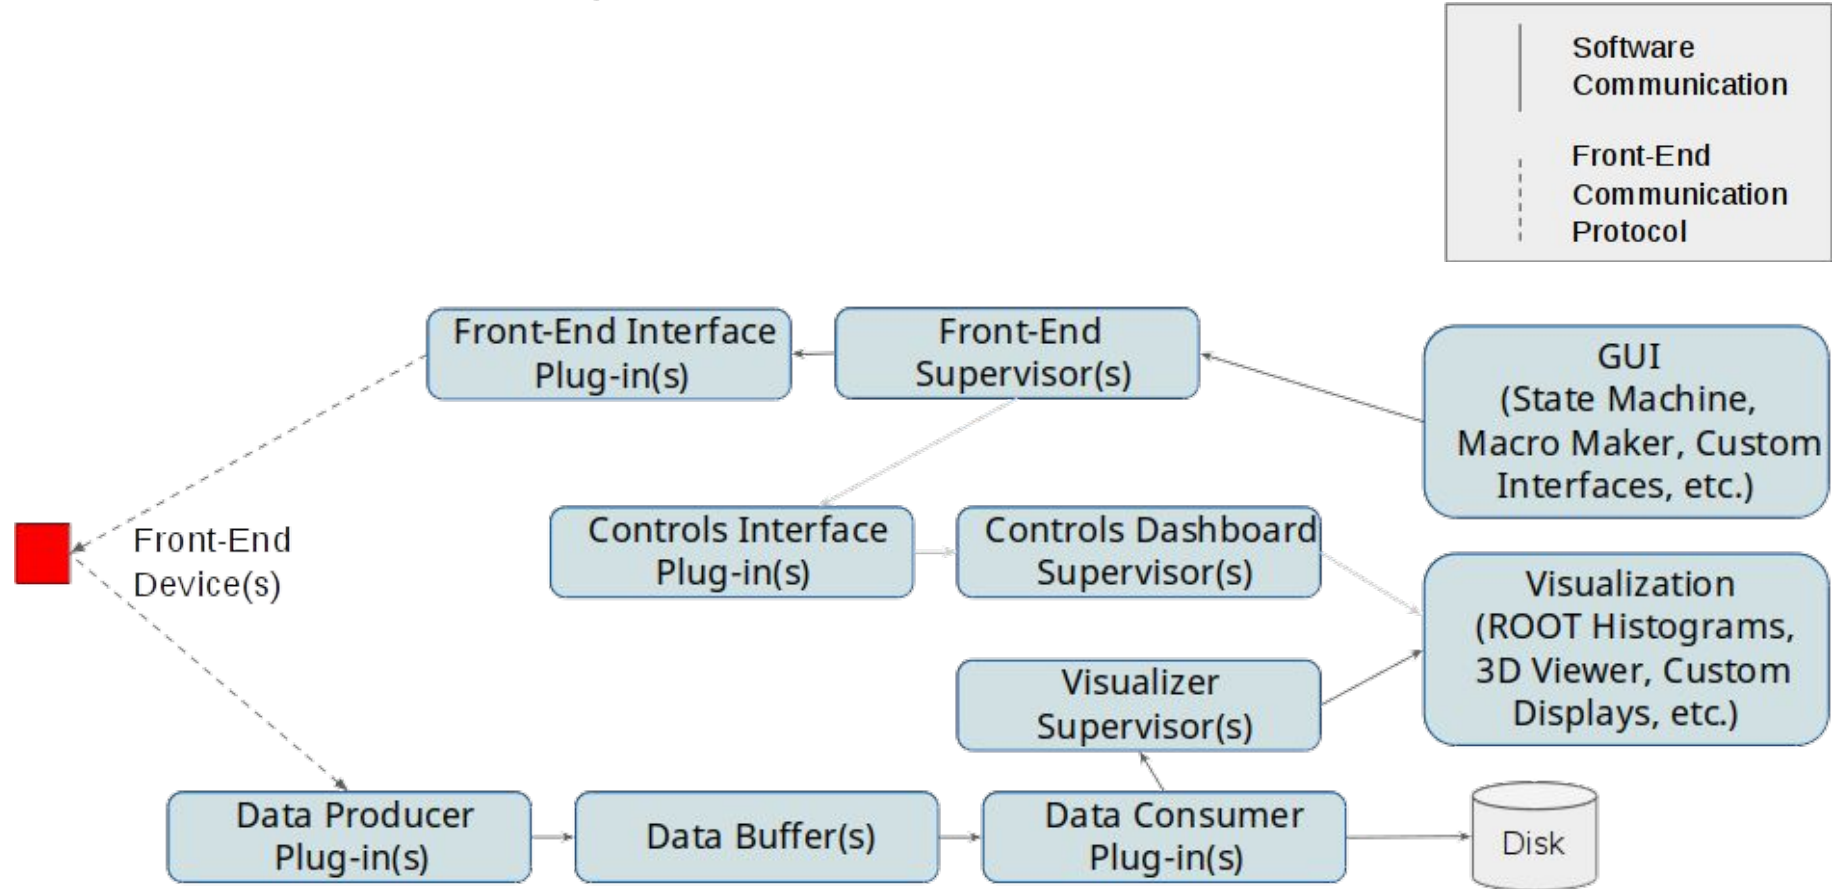 Software
Communication
Front-End
Communication
Protocol
Front-End Interface
Plug-in(s)
Front-End
Supervisor(s)
GUI
(State Machine,
Macro Maker, Custom
Interfaces, etc.)
Front-End
Device(s)
Controls Interface
Plug-in(s)
Controls Dashboard
Supervisor(s)
Visualization
(ROOT Histograms,
3D Viewer, Custom
Displays, etc.)
Visualizer
Supervisor(s)
Data Producer
Plug-in(s)
Data Buffer(s)
Data Consumer
Plug-in(s)
Disk